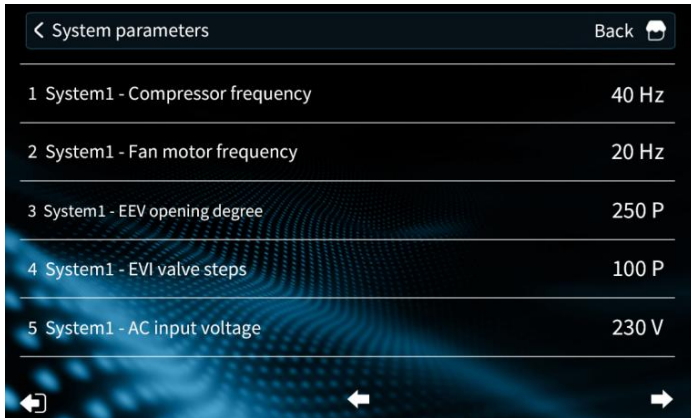 System parameters Back
1 System1 - Compressor frequency 40 Hz
2 System1 - Fan motor frequency 20 Hz
3 System1 - EEV opening degree 250 P
4 System1 - EVI valve steps 100 P
5 System1 - AC input voltage 230 V